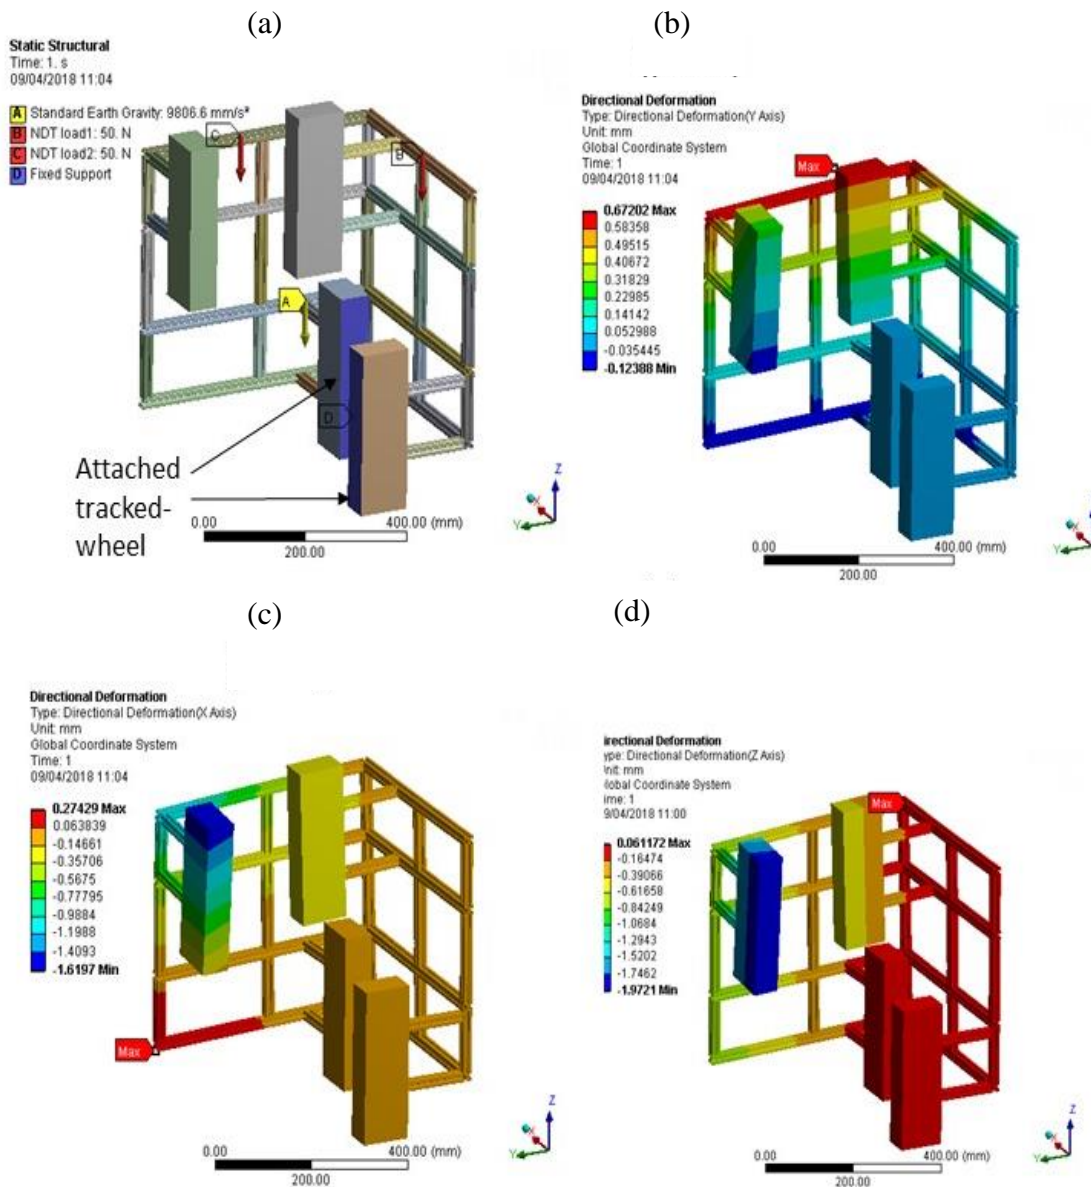 (a)
Static Structural
Time: 1. s
09/04/2018 11:04
A Standard Earth Gravity: 9806.6 mm/s²
B NDT load1: 50. N
C NDT load2: 50. N
D Fixed Support
C
B
A
D
Attached
tracked-
wheel
0.00
400.00 (mm)
200.00
Z
X
Y
(b)
Directional Deformation
Type: Directional Deformation(Y Axis)
Unit: mm
Global Coordinate System
Time: 1
09/04/2018 11:04
Max
0.67202 Max
0.58358
0.49515
0.40672
0.31829
0.22985
0.14142
0.052988
-0.035445
-0.12388 Min
0.00
400.00 (mm)
200.00
Z
X
Y
(c)
Directional Deformation
Type: Directional Deformation(X Axis)
Unit: mm
Global Coordinate System
Time: 1
09/04/2018 11:04
0.27429 Max
0.063839
-0.14661
-0.35706
-0.5675
-0.77795
-0.9884
-1.1988
-1.4093
-1.6197 Min
Max
0.00
400.00 (mm)
200.00
Z
X
Y
(d)
irectional Deformation
ype: Directional Deformation(Z Axis)
nit: mm
lobal Coordinate System
ime: 1
9/04/2018 11:00
Max
0.061172 Max
-0.16474
-0.39066
-0.61658
-0.84249
-1.0684
-1.2943
-1.5202
-1.7462
-1.9721 Min
0.00
400.00 (mm)
200.00
Z
X
Y